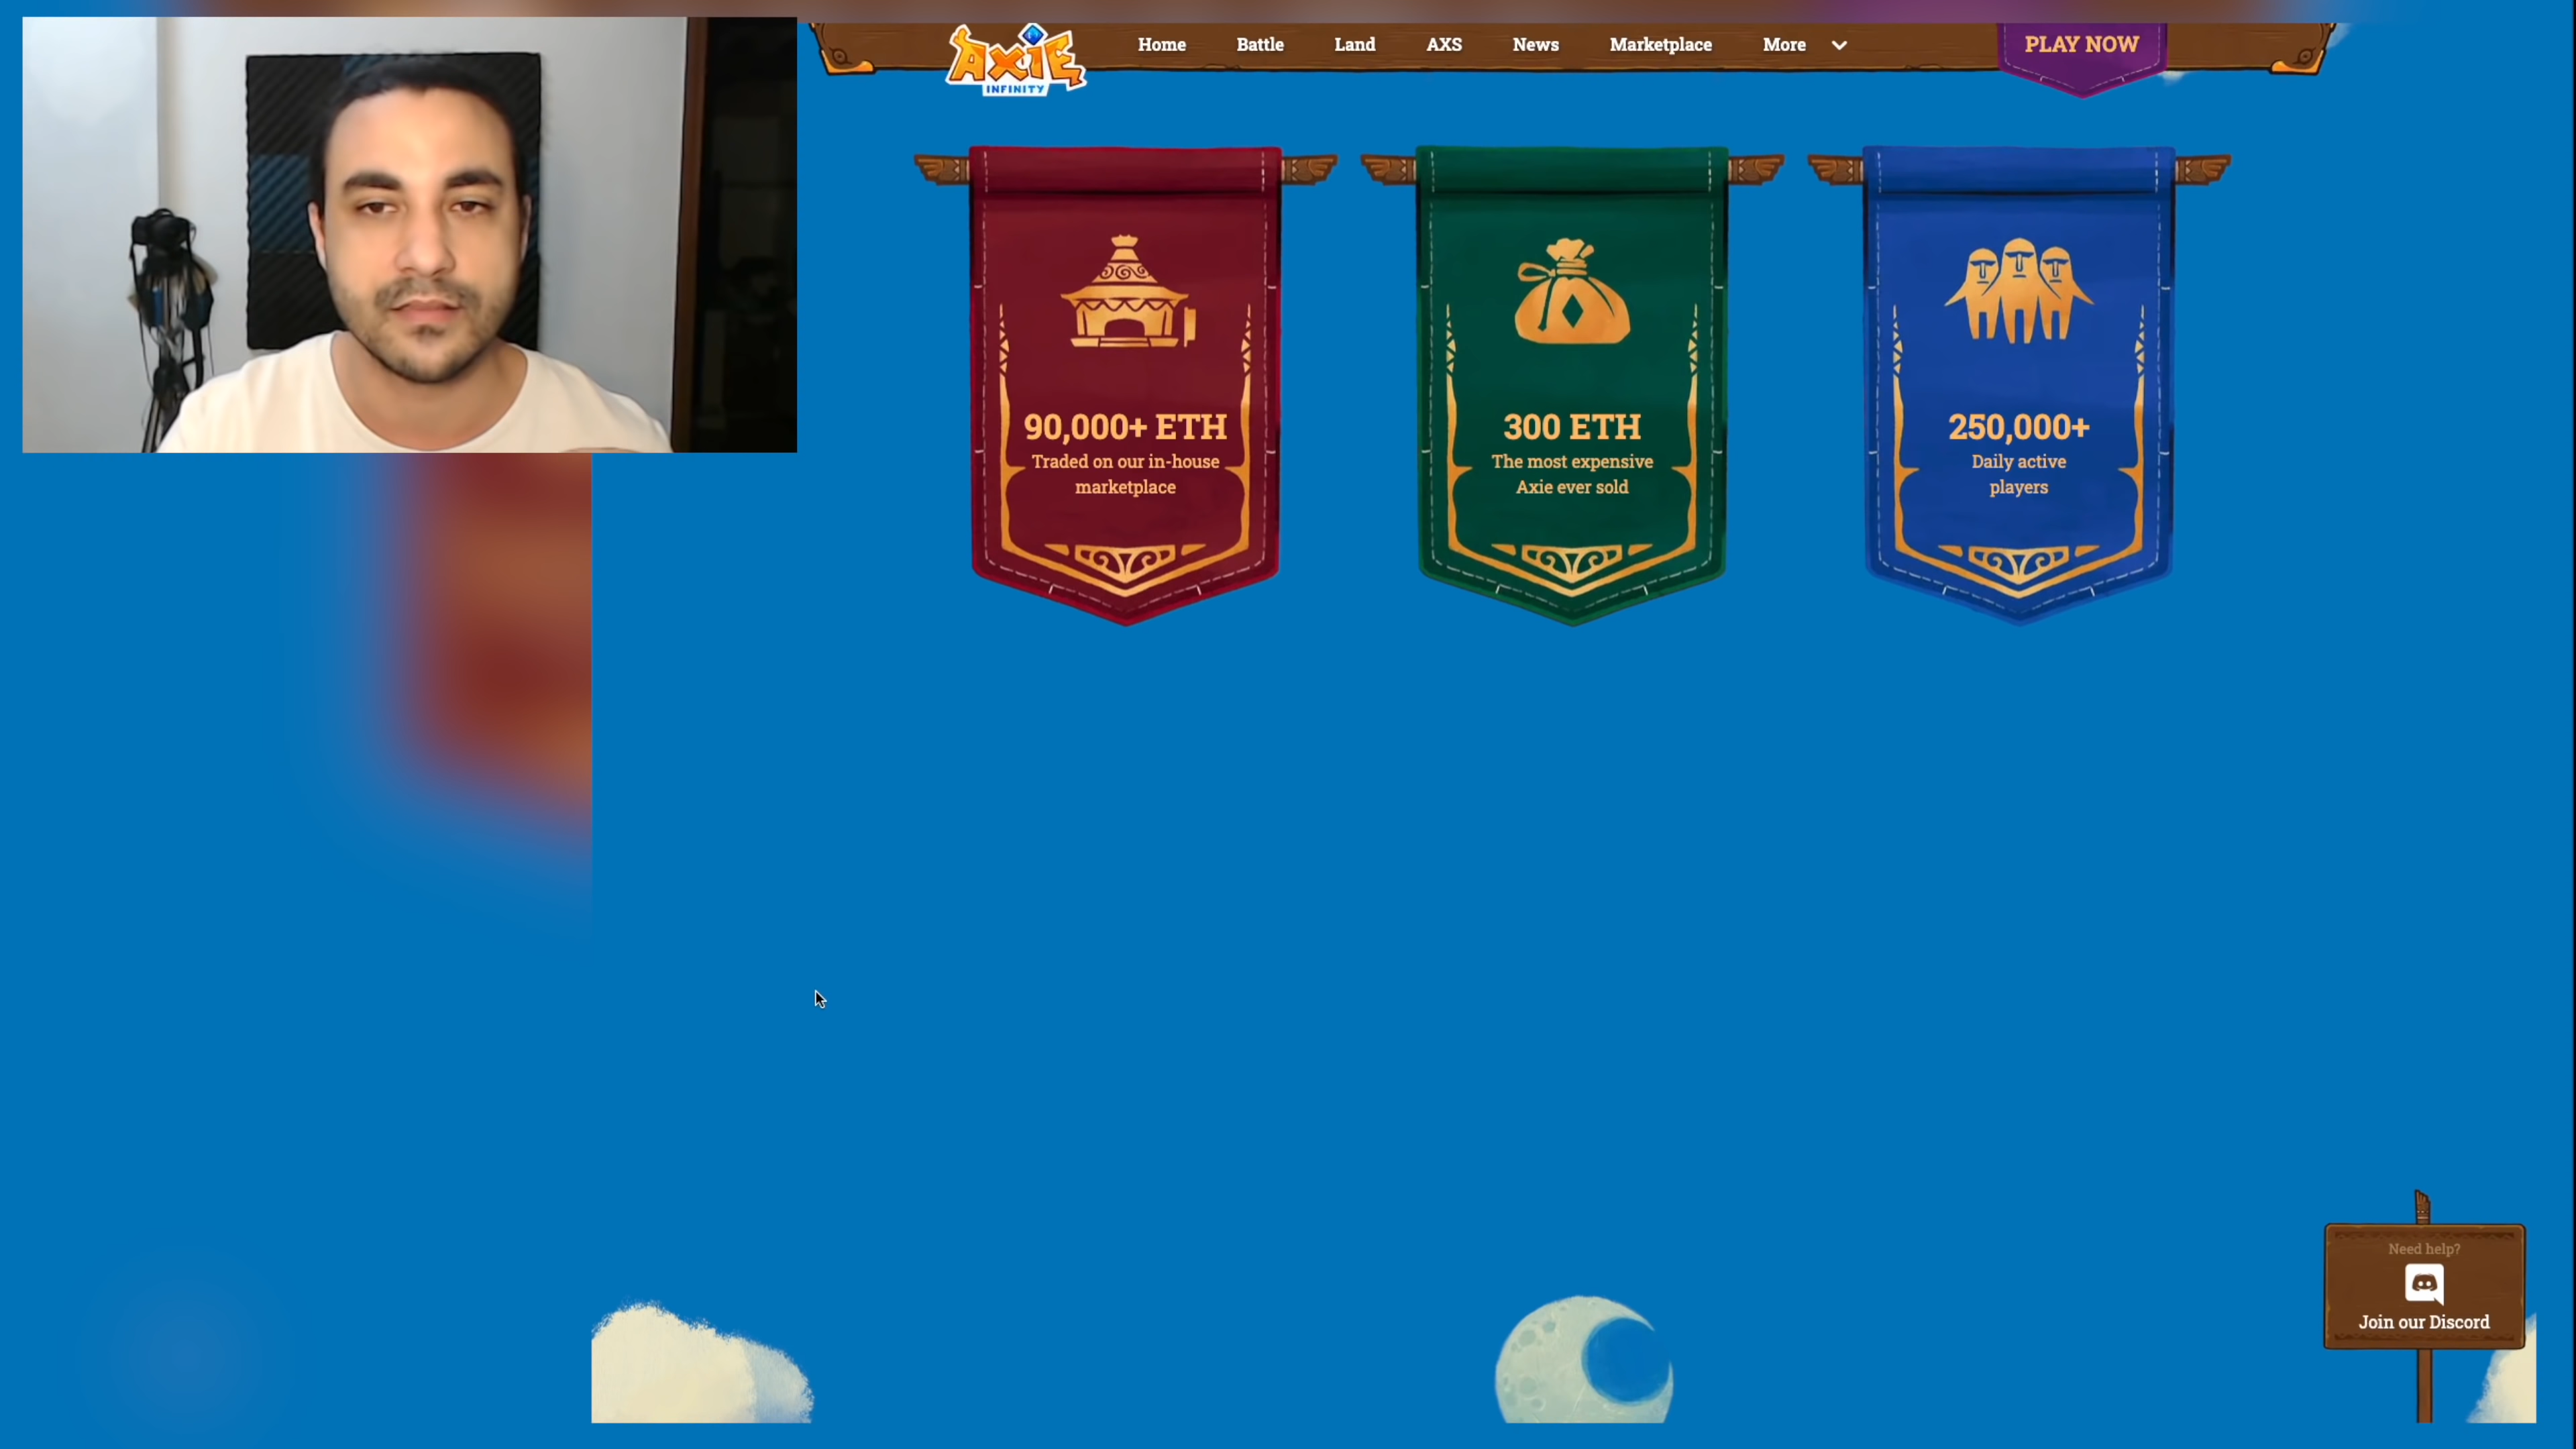 AXIE
INFINITY
Home
Battle
Land
AXS
News
Marketplace
More
PLAY NOW
90,000+ ETH
Traded on our in-house
marketplace
300 ETH
The most expensive
Axie ever sold
250,000+
Daily active
players
Need help?
Join our Discord